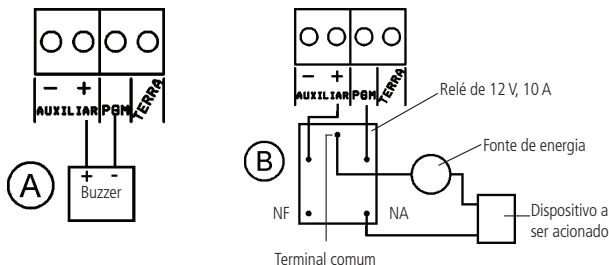 − +
AUXILIAR PGM TERRA
A
+ -
Buzzer
− +
AUXILIAR PGM TERRA
Relé de 12 V, 10 A
B
Fonte de energia
NF NA
Dispositivo a
ser acionado
Terminal comum